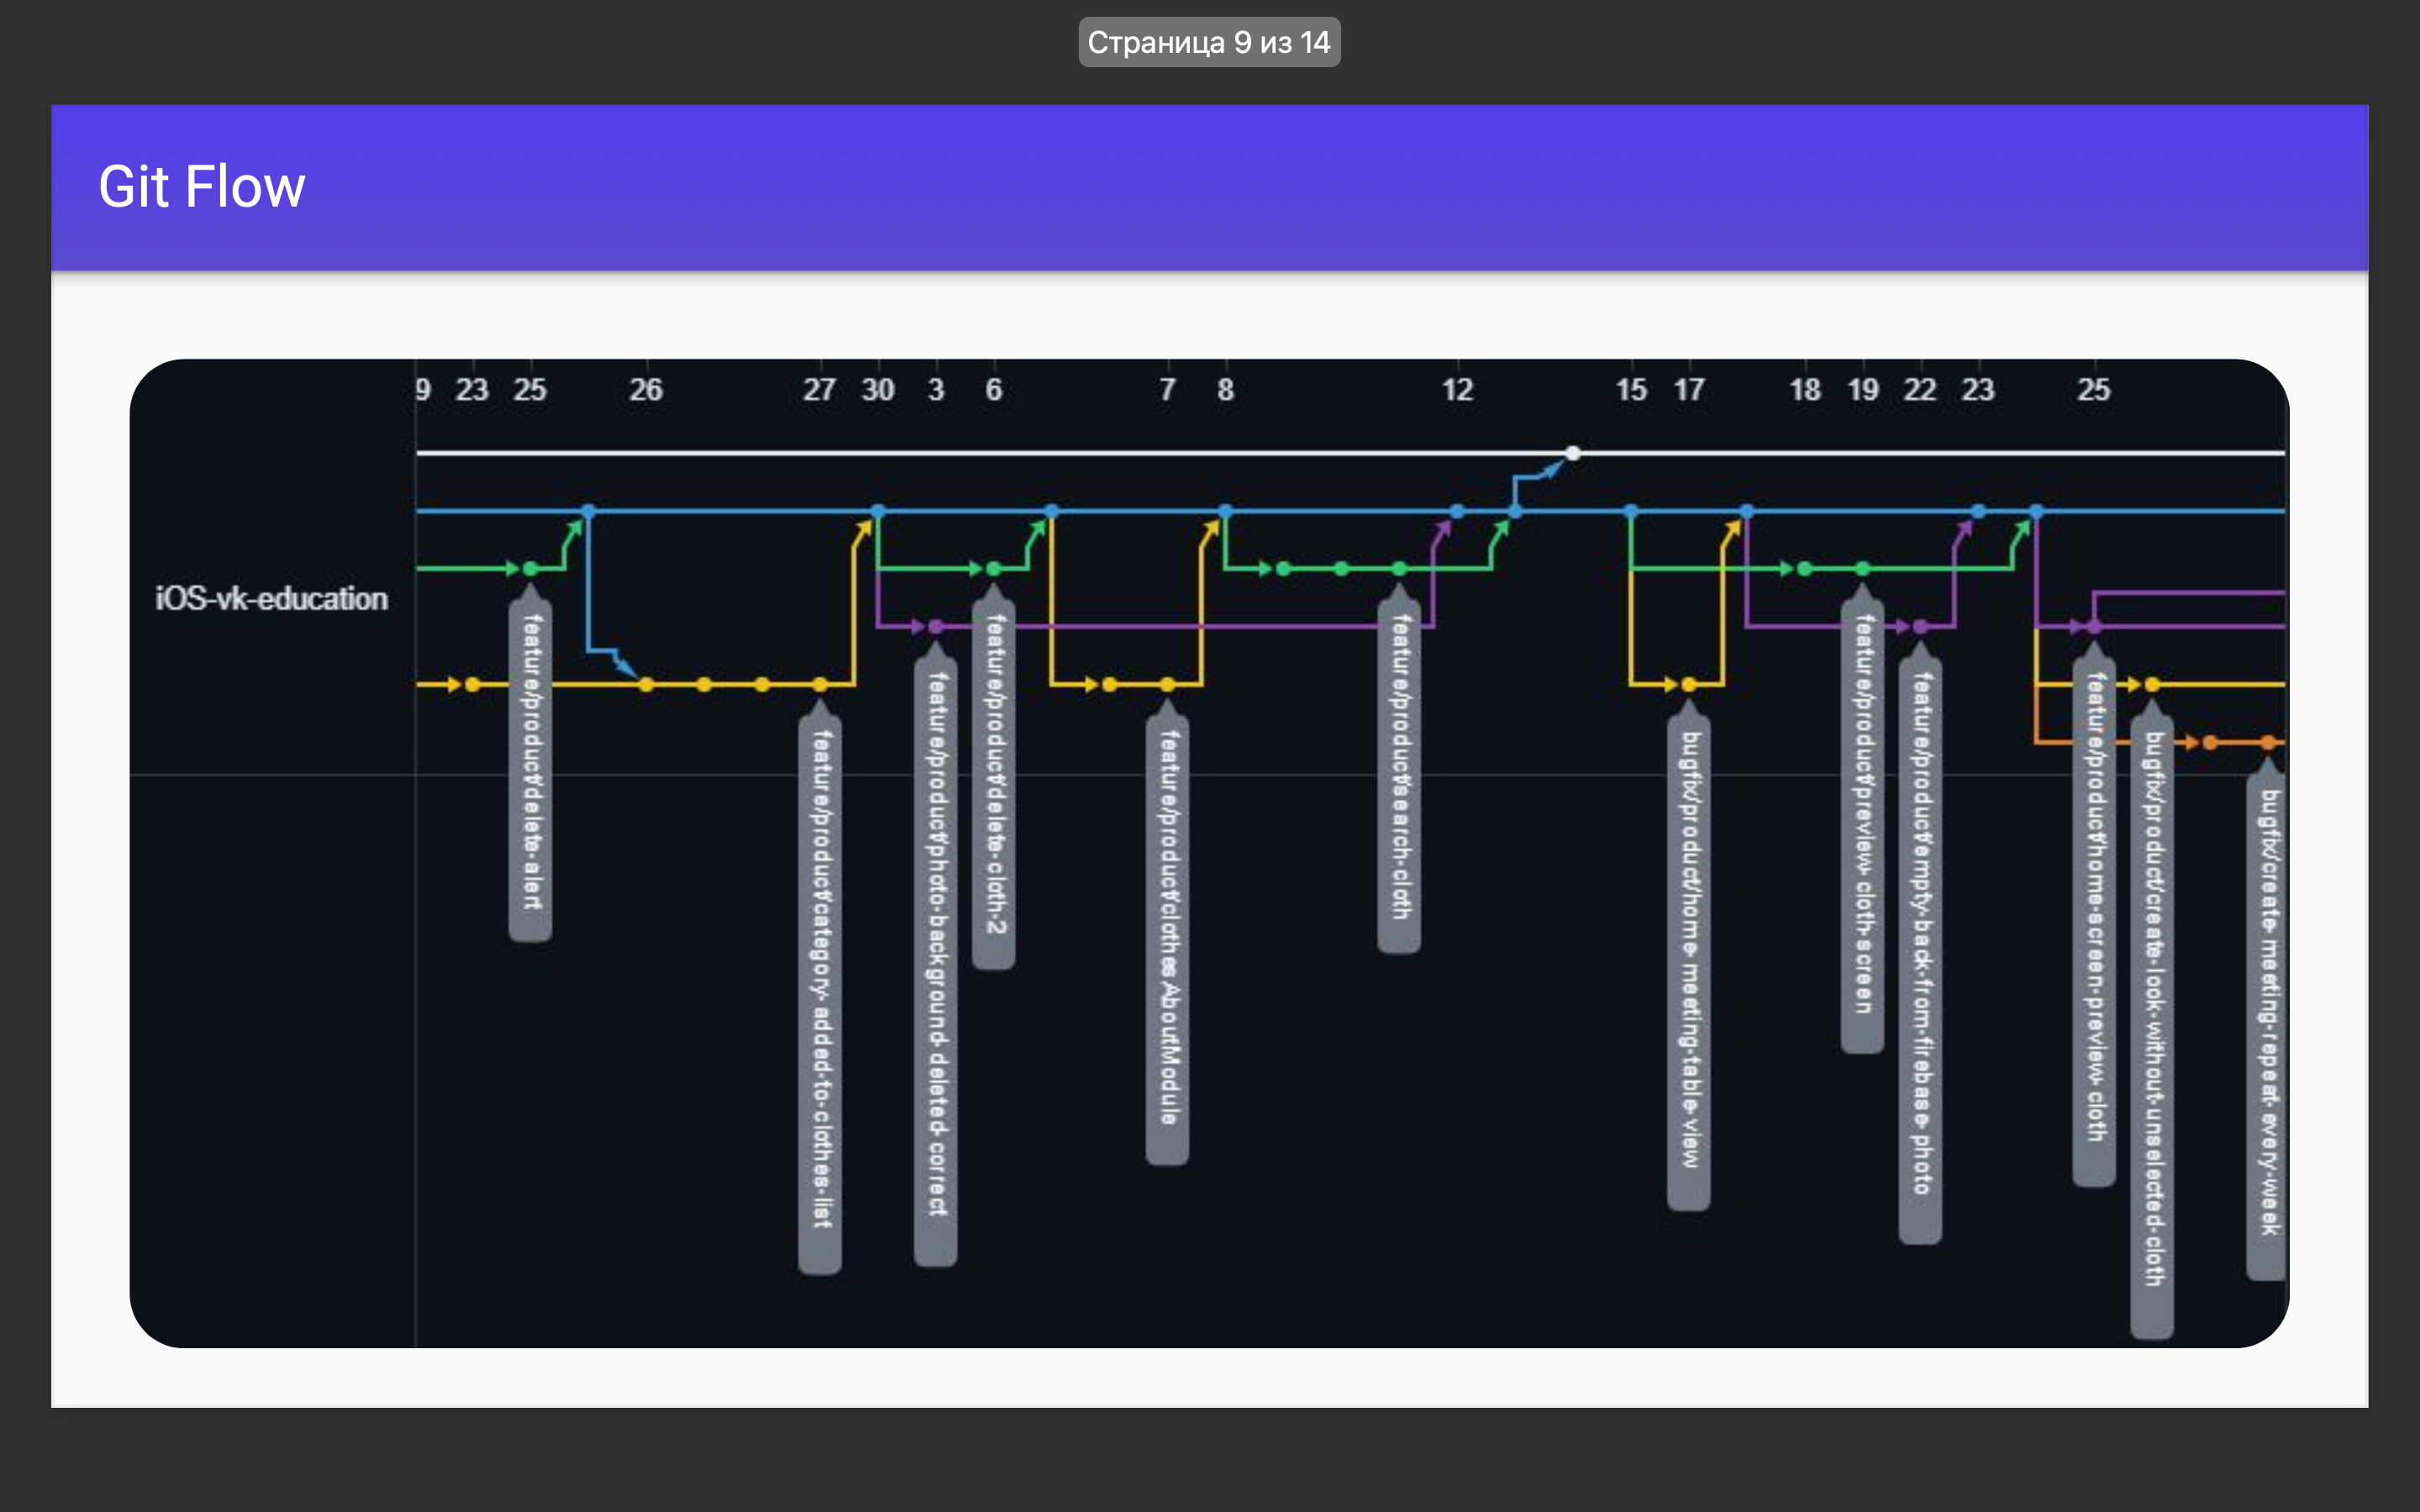 Страница 9 из 14
Git Flow
9 23 25 26 27 30 3 6 7 8 12 15 17 18 19 22 23 25
iOS-vk-education
feature/product/delete-alert
feature/product/category-added-to-clothes-list
feature/product/photo-background-deleted-correct
feature/product/delete-cloth-2
feature/product/clothes-AboutModule
feature/product/search-cloth
bugfix/product/home-meeting-table-view
feature/product/preview-cloth-screen
feature/product/empty-back-from-firebase-photo
feature/product/home-screen-preview-cloth
bugfix/product/create-look-without-unselected-cloth
bugfix/create-meeting-repeat-every-week